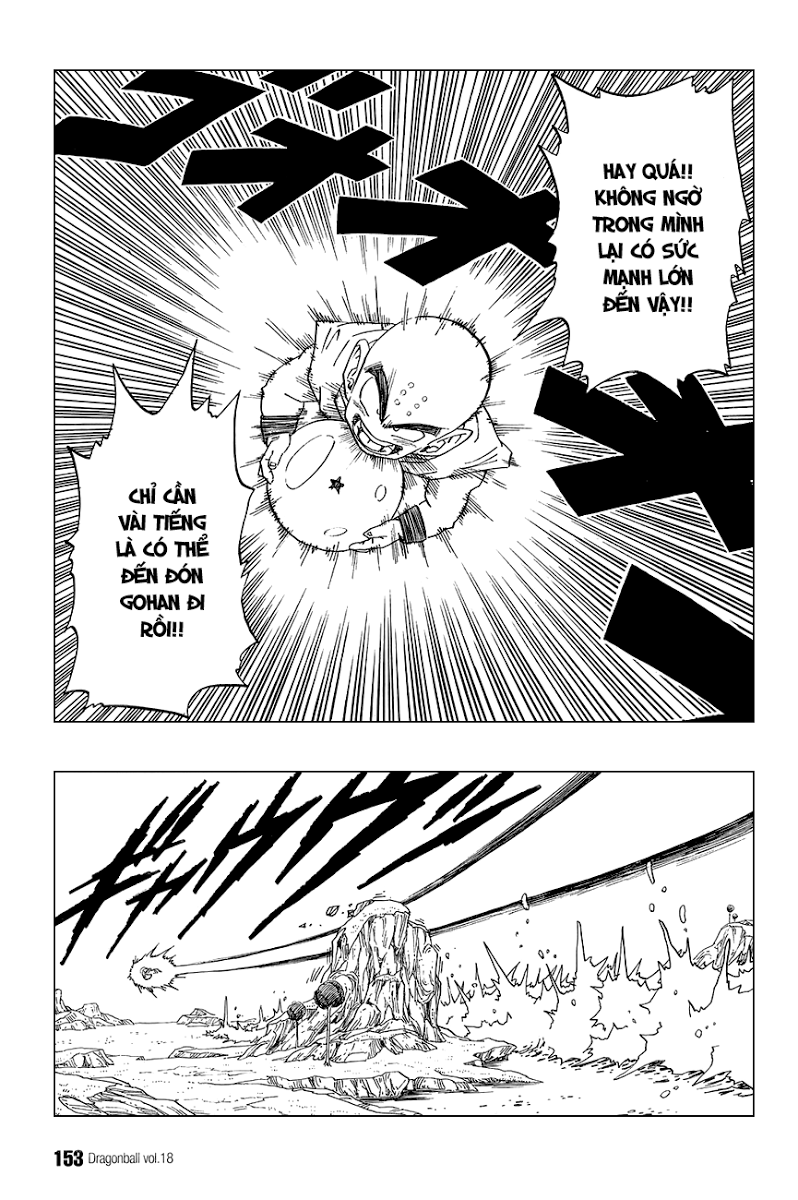 HAY QUÁ!!
KHÔNG NGỜ
TRONG MÌNH
LẠI CÓ SỨC
MẠNH LỚN
ĐẾN VẬY!!
CHỈ CẦN
VÀI TIẾNG
LÀ CÓ THỂ
ĐẾN ĐÓN
GOHAN ĐI
RỒI!!
153 Dragonball vol.18